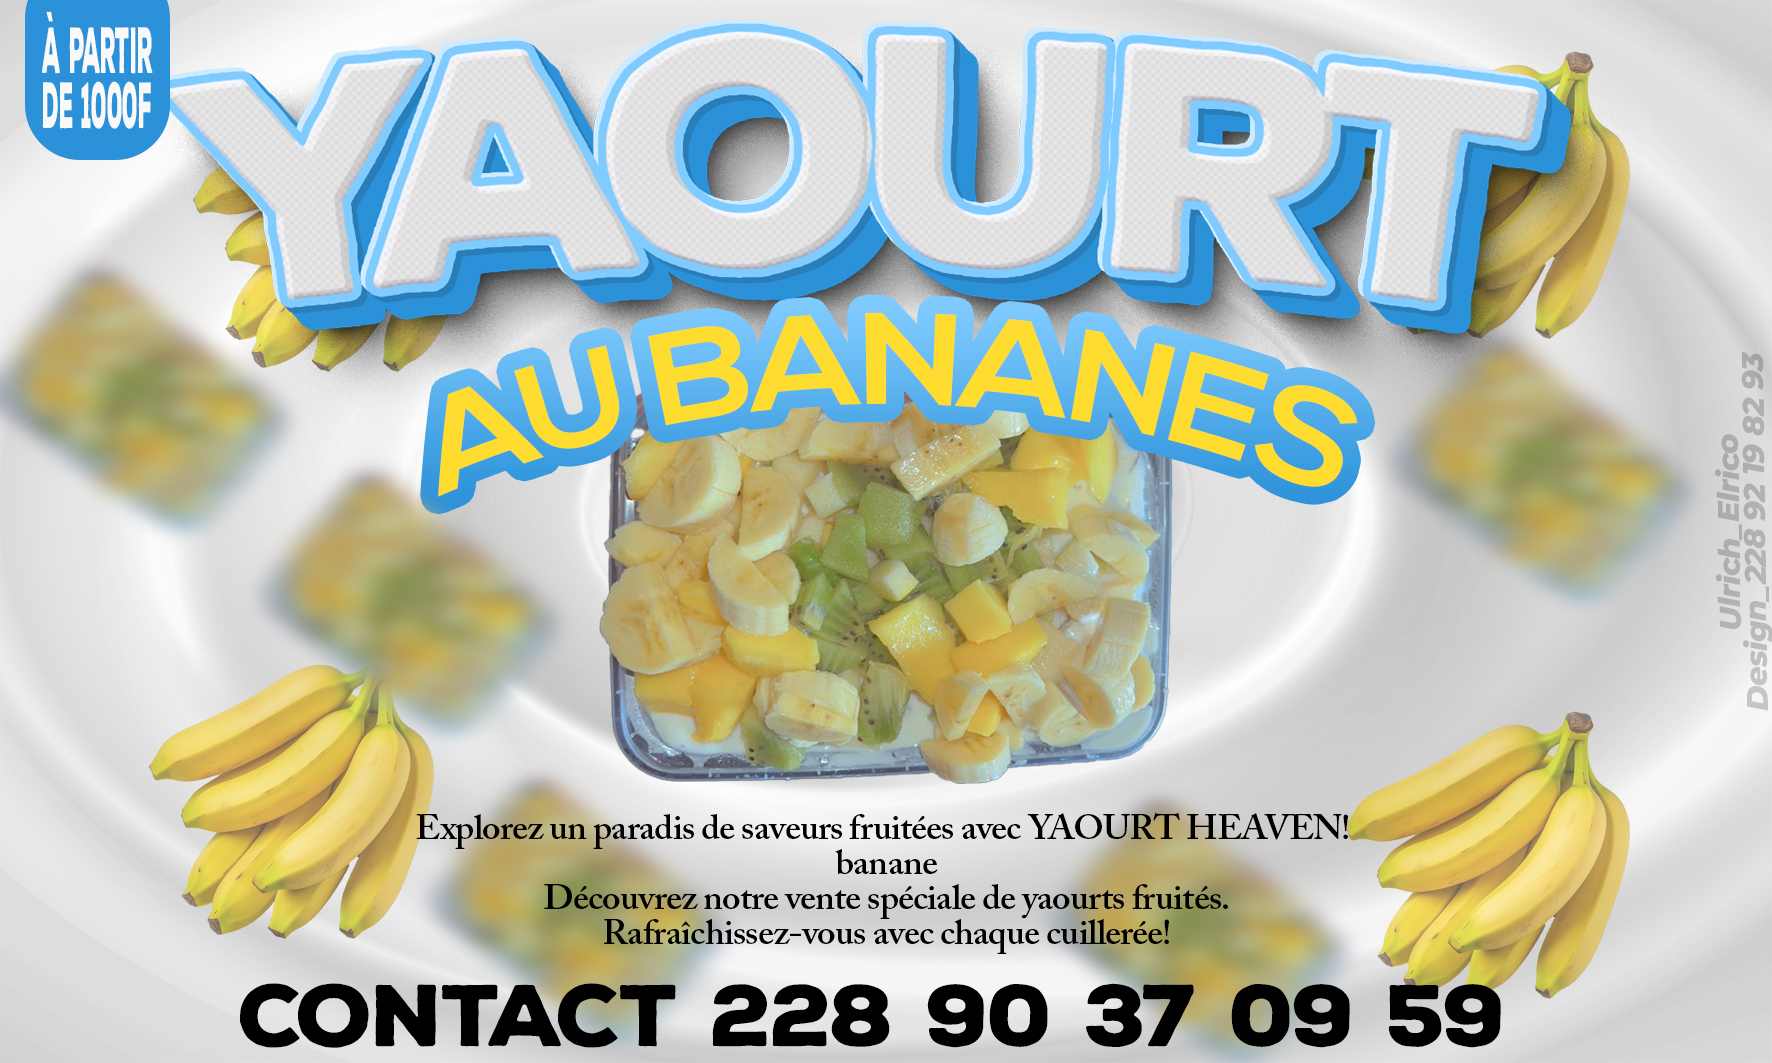 À PARTIR
DE 1000F
YAOURT
AU BANANES
Explorez un paradis de saveurs fruitées avec YAOURT HEAVEN!
banane
Découvrez notre vente spéciale de yaourts fruités.
Rafraîchissez-vous avec chaque cuillerée!
CONTACT 228 90 37 09 59
Ulrich_Elrico
Design_228 92 19 82 93